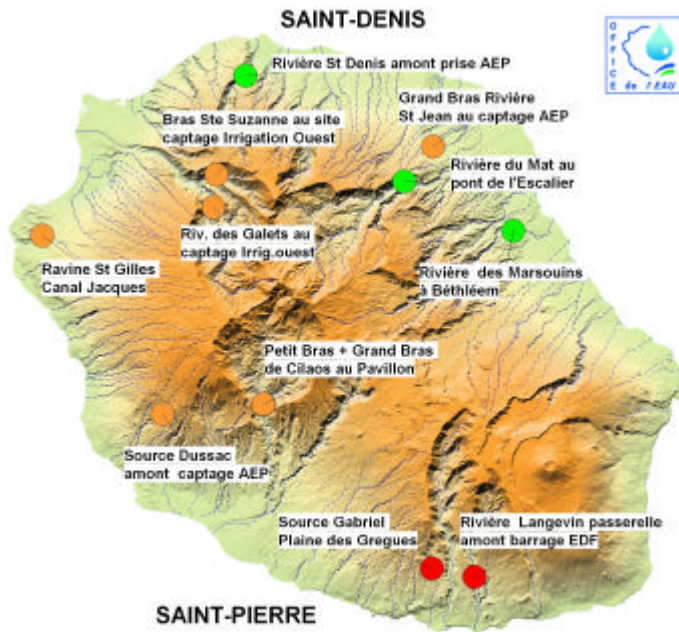 SAINT-DENIS
OFFICE
de l'EAU
Rivière St Denis amont prise AEP
Grand Bras Rivière
St Jean au captage AEP
Bras Ste Suzanne au site
captage Irrigation Ouest
Rivière du Mat au
pont de l'Escalier
Riv. des Galets au
captage Irrig.ouest
Ravine St Gilles
Canal Jacques
Rivière des Marsouins
à Béthléem
Petit Bras + Grand Bras
de Cilaos au Pavillon
Source Dussac
amont captage AEP
Source Gabriel
Plaine des Gregues
Rivière Langevin passerelle
amont barrage EDF
SAINT-PIERRE